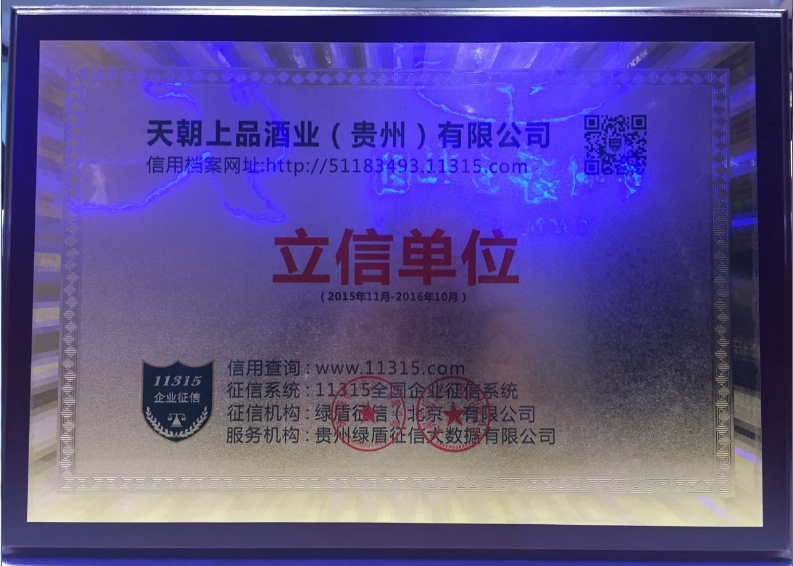 天朝上品酒业（贵州）有限公司
信用档案网址:http://51183493.11315.com
立信单位
（2015年11月-2016年10月）
11315
企业征信
信用查询：www.11315.com
征信系统：11315全国企业征信系统
征信机构：绿盾征信（北京）有限公司
服务机构：贵州绿盾征信大数据有限公司